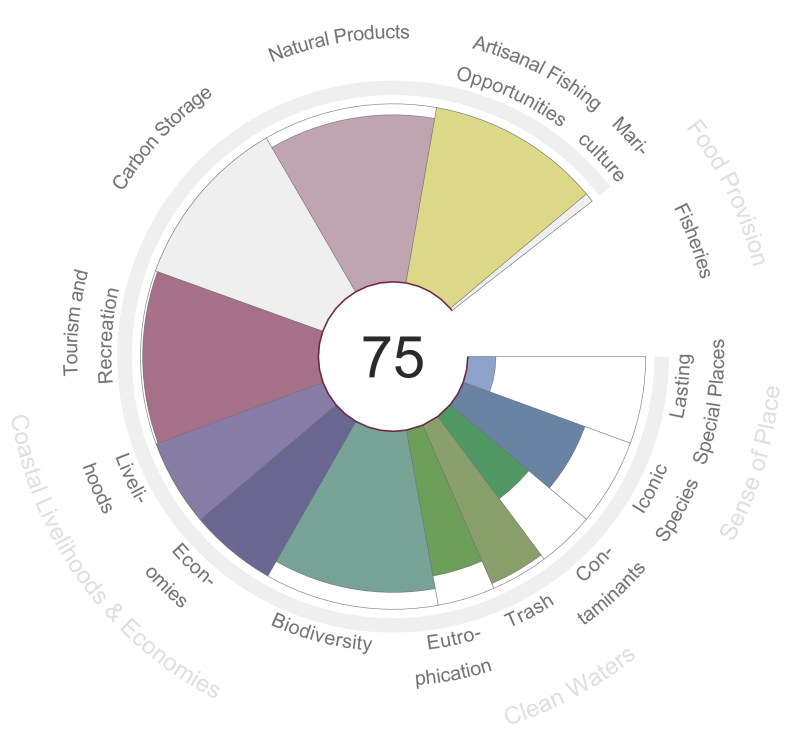 Natural Products
Artisanal Fishing
Opportunities
Mari-
culture
Fisheries
Food Provision
Carbon Storage
Tourism and
Recreation
75
Lasting
Special Places
Iconic
Species
Sense of Place
Liveli-
hoods
Econ-
omies
Coastal Livelihoods & Economies
Biodiversity
Eutro-
phication
Trash
Con-
taminants
Clean Waters